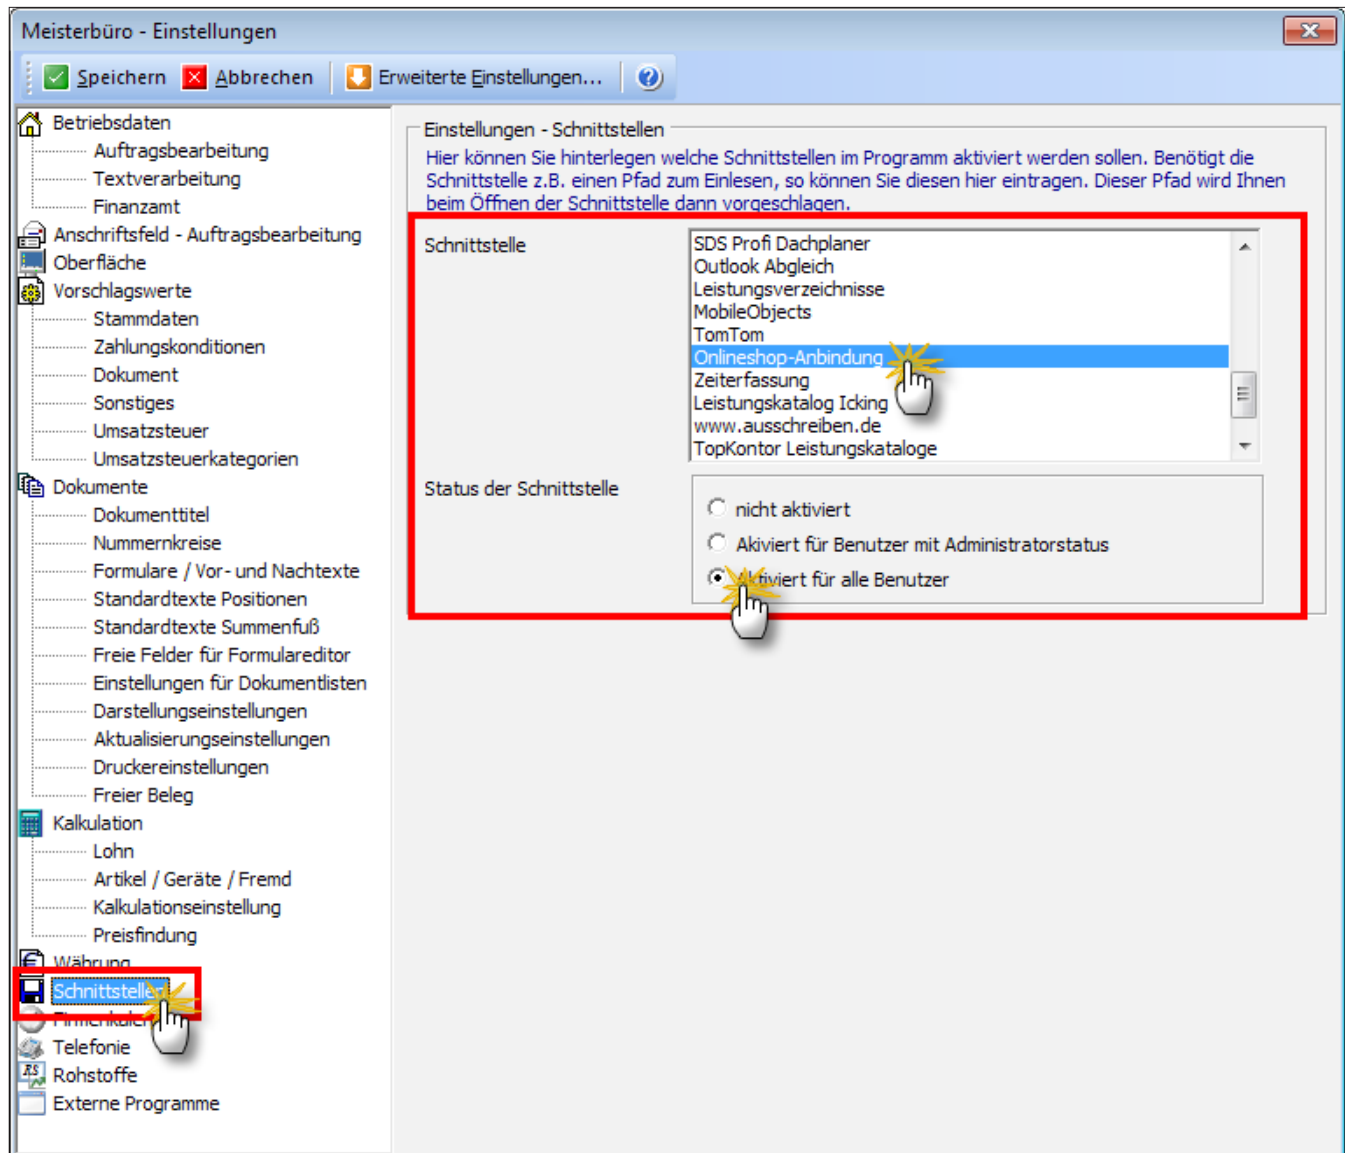 Meisterbüro - Einstellungen
Speichern Abbrechen Erweiterte Einstellungen...
Betriebsdaten
Auftragsbearbeitung
Textverarbeitung
Finanzamt
Anschriftsfeld - Auftragsbearbeitung
Oberfläche
Vorschlagswerte
Stammdaten
Zahlungskonditionen
Dokument
Sonstiges
Umsatzsteuer
Umsatzsteuerkategorien
Dokumente
Dokumenttitel
Nummernkreise
Formulare / Vor- und Nachtexte
Standardtexte Positionen
Standardtexte Summenfuß
Freie Felder für Formulareditor
Einstellungen für Dokumentlisten
Darstellungseinstellungen
Aktualisierungseinstellungen
Druckereinstellungen
Freier Beleg
Kalkulation
Lohn
Artikel / Geräte / Fremd
Kalkulationseinstellung
Preisfindung
Währung
Schnittstellen
Telefonie
Rohstoffe
Externe Programme
Einstellungen - Schnittstellen
Hier können Sie hinterlegen welche Schnittstellen im Programm aktiviert werden sollen. Benötigt die
Schnittstelle z.B. einen Pfad zum Einlesen, so können Sie diesen hier eintragen. Dieser Pfad wird Ihnen
beim Öffnen der Schnittstelle dann vorgeschlagen.
Schnittstelle
SDS Profi Dachplaner
Outlook Abgleich
Leistungsverzeichnisse
MobileObjects
TomTom
Onlineshop-Anbindung
Zeiterfassung
Leistungskatalog Icking
www.ausschreiben.de
TopKontor Leistungskataloge
Status der Schnittstelle
nicht aktiviert
Akiviert für Benutzer mit Administratorstatus
Aktiviert für alle Benutzer